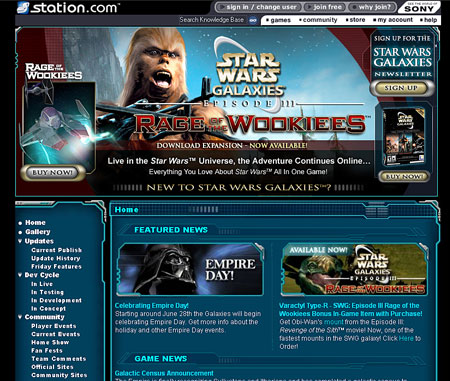 station.com
sign in / change user
join free
why join?
SEE THE WORLD OF
SONY
Search Knowledge Base
GO
games
community
store
my account
help
RAGE OF THE WOOKIEES
BUY NOW!
STAR WARS
GALAXIES
EPISODE III
RAGE OF THE WOOKIEES
DOWNLOAD EXPANSION - NOW AVAILABLE!
Live in the Star Wars™ Universe, the Adventure Continues Online...
Everything You Love About Star Wars™ All In One Game!
NEW TO STAR WARS GALAXIES™?
SIGN UP FOR THE
STAR WARS
GALAXIES
NEWSLETTER
SIGN UP
BUY NOW!
Home
Gallery
Updates
Current Publish
Update History
Friday Features
Dev Cycle
In Live
In Testing
In Development
In Concept
Community
Player Events
Current Events
Home Show
Fan Fests
Team Comments
Official Sites
Community Sites
Home
FEATURED NEWS
EMPIRE
DAY!
Celebrating Empire Day!
Starting around June 28th the Galaxies will begin
celebrating Empire Day. Get more info about the
holiday and other Empire Day events.
AVAILABLE NOW!
STAR WARS
GALAXIES
RAGE OF THE WOOKIEES
Varactyl Type-R - SWG: Episode III Rage of the
Wookiees Bonus In-Game Item with Purchase!
Get Obi-Wan's mount from the Episode III:
Revenge of the Sith™ movie! Now, one of the
fastest mounts in the SWG galaxy! Click Here to
Order!
GAME NEWS
Galactic Census Announcement